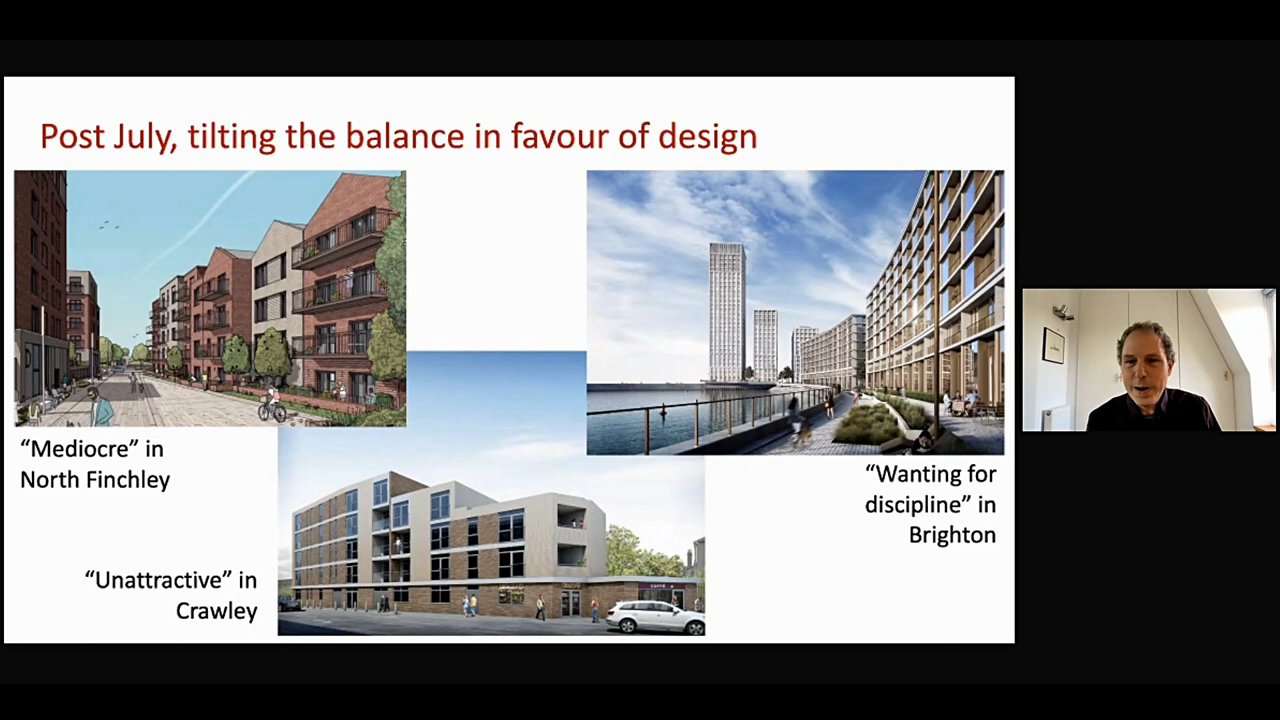 Post July, tilting the balance in favour of design
“Mediocre” in
North Finchley
“Wanting for
discipline” in
Brighton
“Unattractive” in
Crawley